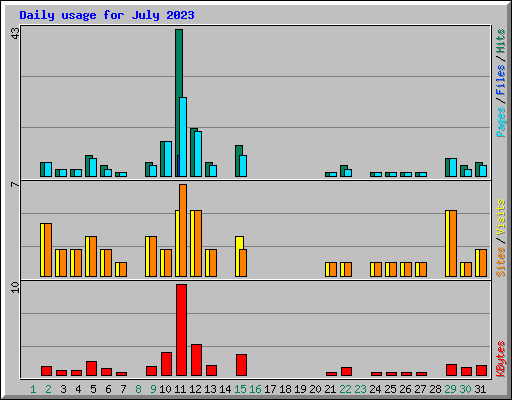 Daily usage for July 2023
43
7
10
Pages / Files / Hits
Sites / Visits
KBytes
1 2 3 4 5 6 7 8 9 10 11 12 13 14 15 16 17 18 19 20 21 22 23 24 25 26 27 28 29 30 31